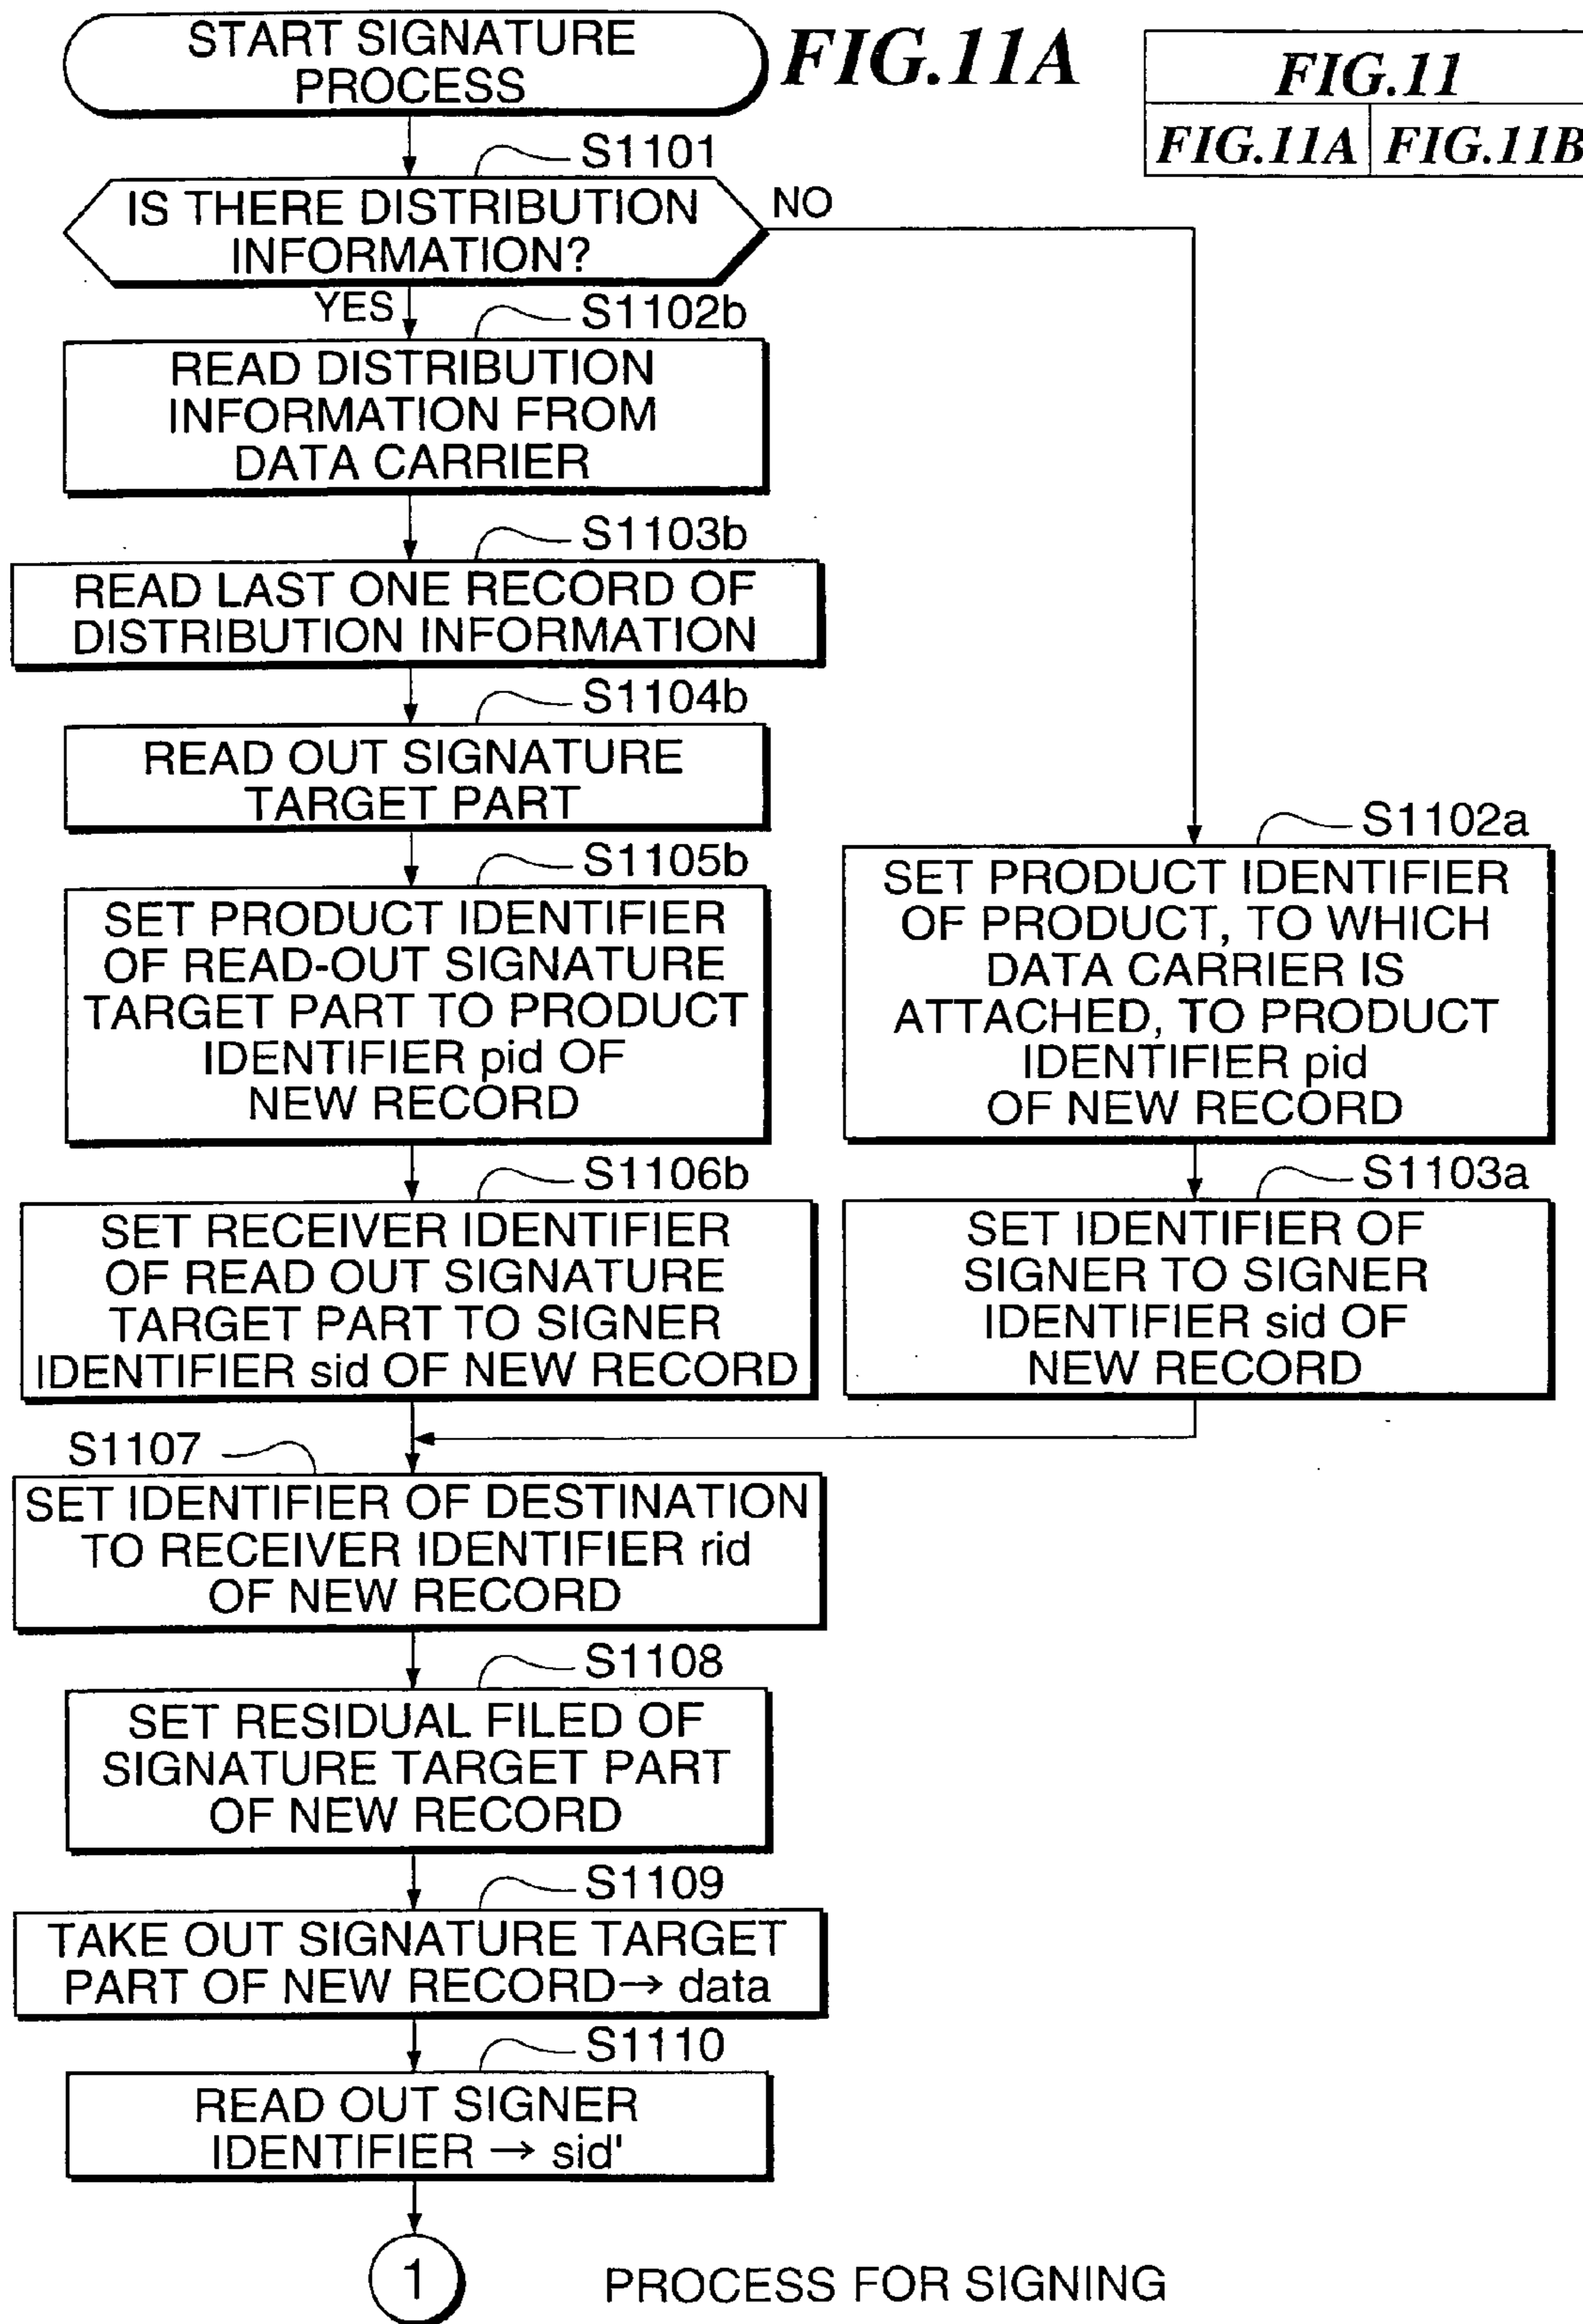 START SIGNATURE
PROCESS
FIG.11A
FIG.11
FIG.11A FIG.11B
S1101
IS THERE DISTRIBUTION
INFORMATION?
NO
YES
S1102b
READ DISTRIBUTION
INFORMATION FROM
DATA CARRIER
S1103b
READ LAST ONE RECORD OF
DISTRIBUTION INFORMATION
S1104b
READ OUT SIGNATURE
TARGET PART
S1105b
SET PRODUCT IDENTIFIER
OF READ-OUT SIGNATURE
TARGET PART TO PRODUCT
IDENTIFIER pid OF
NEW RECORD
S1102a
SET PRODUCT IDENTIFIER
OF PRODUCT, TO WHICH
DATA CARRIER IS
ATTACHED, TO PRODUCT
IDENTIFIER pid
OF NEW RECORD
S1106b
SET RECEIVER IDENTIFIER
OF READ OUT SIGNATURE
TARGET PART TO SIGNER
IDENTIFIER sid OF NEW RECORD
S1103a
SET IDENTIFIER OF
SIGNER TO SIGNER
IDENTIFIER sid OF
NEW RECORD
S1107
SET IDENTIFIER OF DESTINATION
TO RECEIVER IDENTIFIER rid
OF NEW RECORD
S1108
SET RESIDUAL FILED OF
SIGNATURE TARGET PART
OF NEW RECORD
S1109
TAKE OUT SIGNATURE TARGET
PART OF NEW RECORD→ data
S1110
READ OUT SIGNER
IDENTIFIER → sid'
1
PROCESS FOR SIGNING